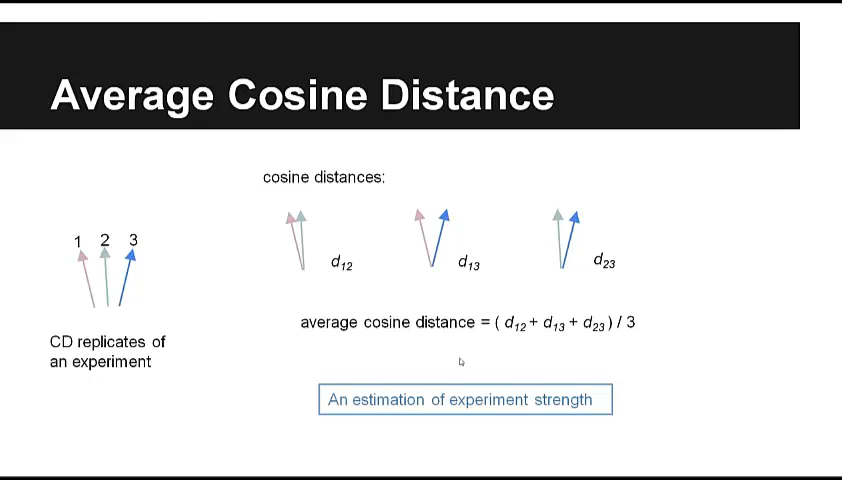 Average Cosine Distance
cosine distances:
1 2 3
d12
d13
d23
average cosine distance = ( d12 + d13 + d23 ) / 3
CD replicates of
an experiment
An estimation of experiment strength